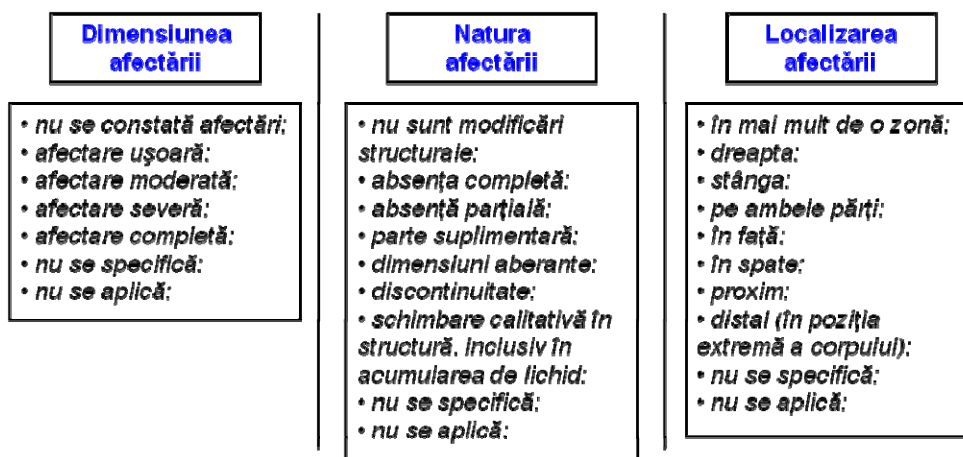 Dimensiunea
afectării
• nu se constată afectări;
• afectare uşoară;
• afectare moderată;
• afectare severă;
• afectare completă;
• nu se specifică;
• nu se aplică;
Natura
afectării
• nu sunt modificări
structurale;
• absenţa completă;
• absenţă parţială;
• parte suplimentară;
• dimensiuni aberante;
• discontinuitate;
• schimbare calitativă în
structură, inclusiv în
acumularea de lichid;
• nu se specifică;
• nu se aplică;
Localizarea
afectării
• în mai mult de o zonă;
• dreapta;
• stânga;
• pe ambele părţi;
• în faţă;
• în spate;
• proxim;
• distal (în poziţia
extremă a corpului);
• nu se specifică;
• nu se aplică;